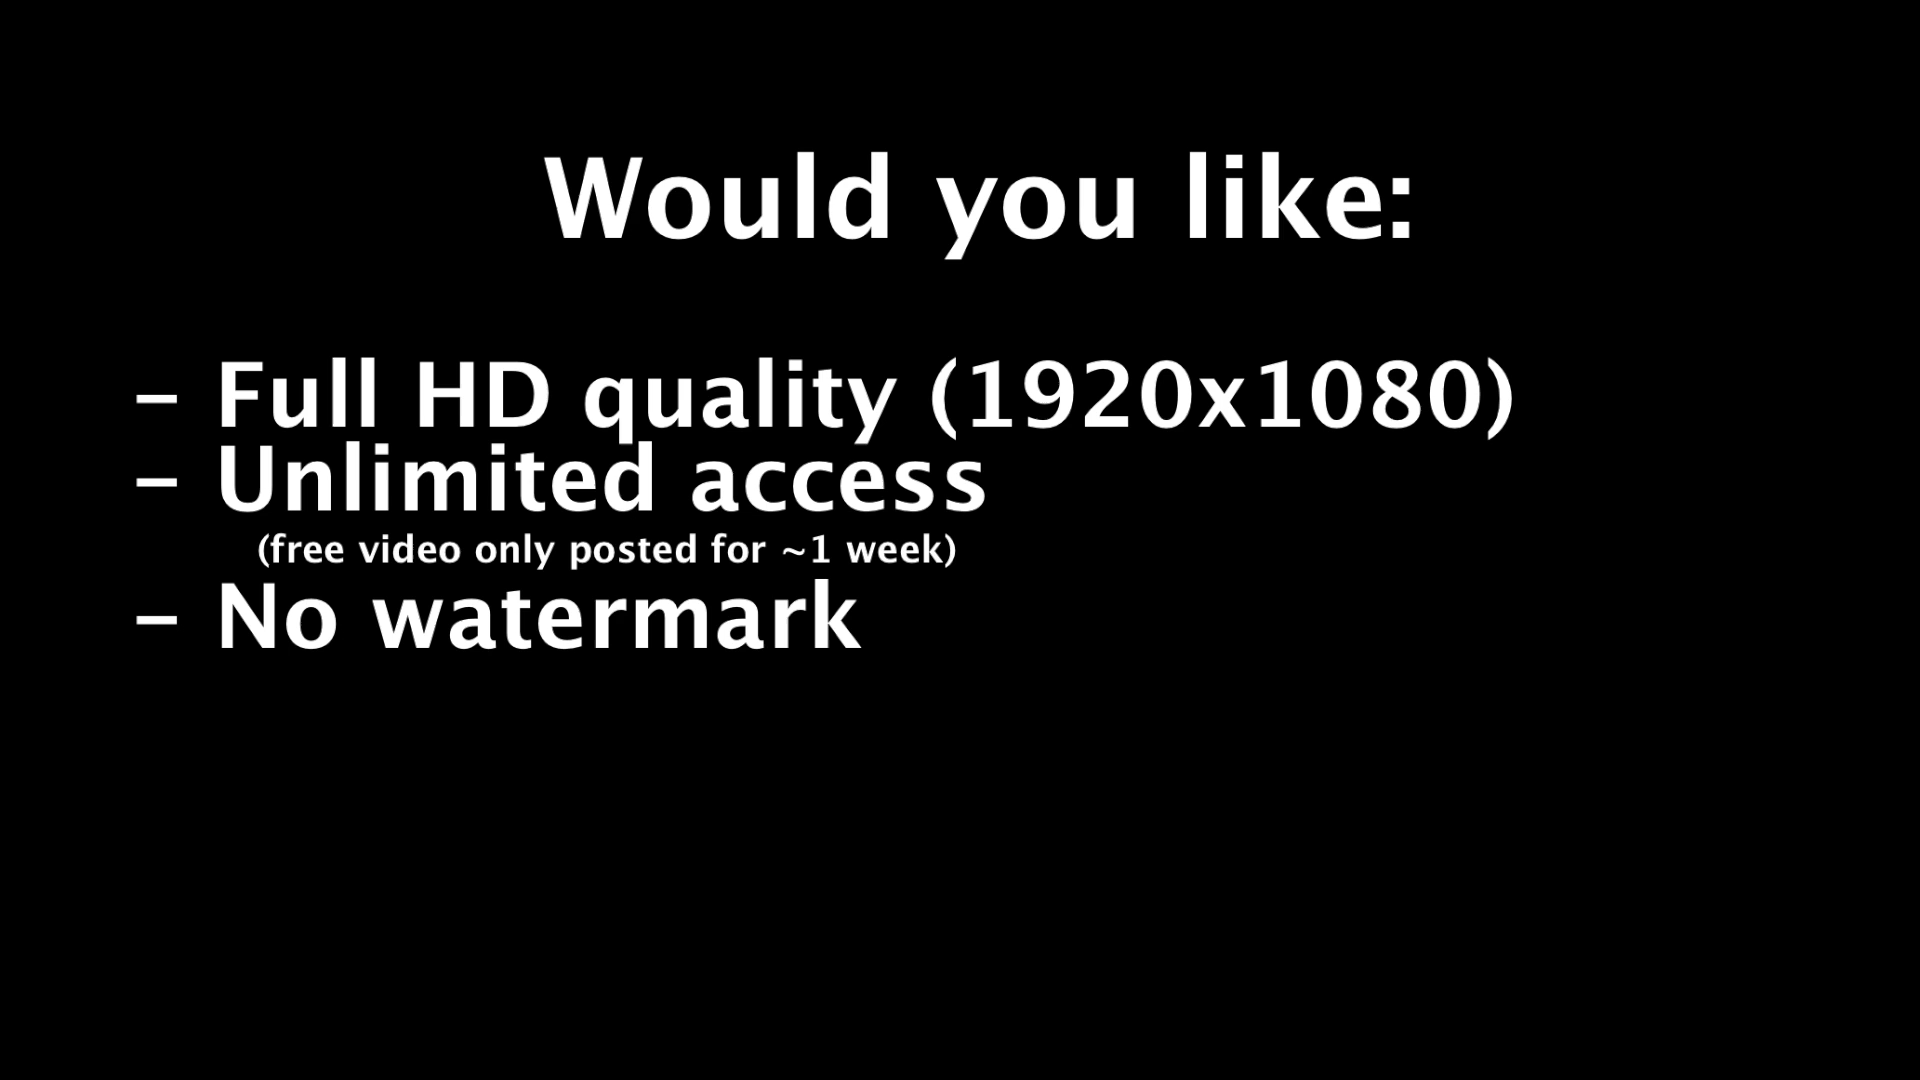 Would you like:
- Full HD quality (1920x1080)
- Unlimited access
(free video only posted for ~1 week)
- No watermark